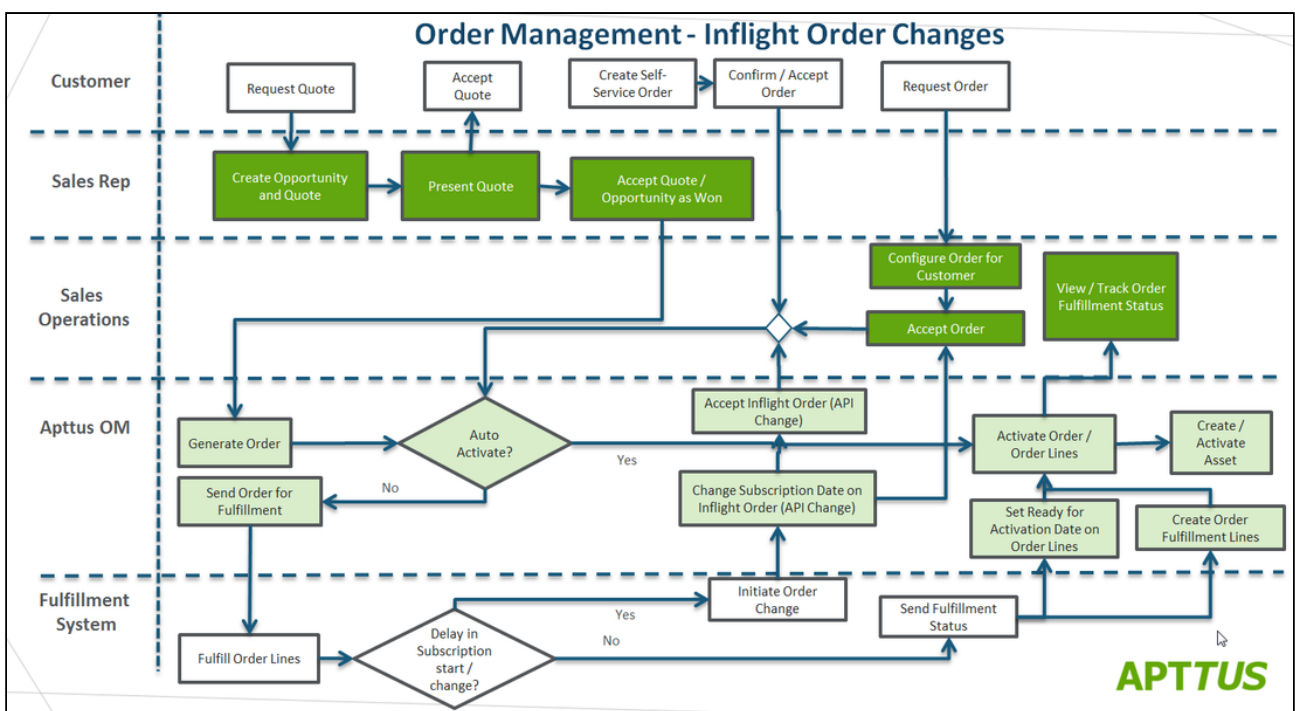 Order Management - Inflight Order Changes
Customer
Request Quote
Accept
Quote
Create Self-
Service Order
Confirm / Accept
Order
Request Order
Sales Rep
Create Opportunity
and Quote
Present Quote
Accept Quote /
Opportunity as Won
Sales
Operations
Configure Order for
Customer
Accept Order
View / Track Order
Fulfillment Status
Apttus OM
Generate Order
Auto
Activate?
Yes
No
Send Order for
Fulfillment
Accept Inflight Order (API
Change)
Change Subscription Date on
Inflight Order (API Change)
Activate Order /
Order Lines
Create /
Activate
Asset
Set Ready for
Activation Date on
Order Lines
Create Order
Fulfillment Lines
Fulfillment
System
Fulfill Order Lines
Delay in
Subscription
start /
change?
Yes
No
Initiate Order
Change
Send Fulfillment
Status
APTTUS